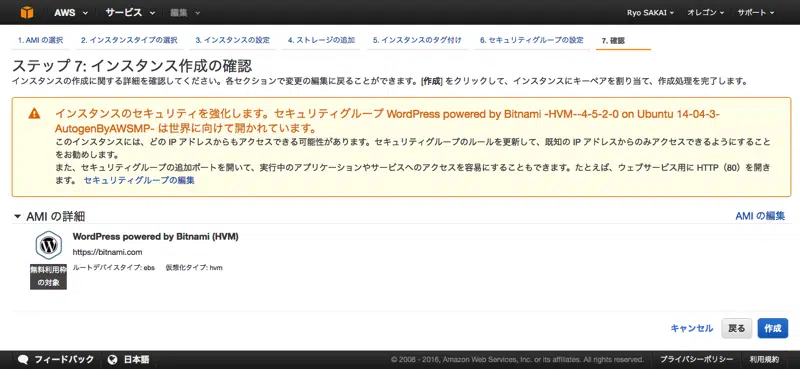 AWS サービス 編集 Ryo SAKAI オレゴン サポート
1. AMI の選択 2. インスタンスタイプの選択 3. インスタンスの設定 4. ストレージの追加 5. インスタンスのタグ付け 6. セキュリティグループの設定 7. 確認
ステップ 7: インスタンス作成の確認
インスタンスの作成に関する詳細を確認してください。各セクションで変更の編集に戻ることができます。[作成] をクリックして、インスタンスにキーペアを割り当て、作成処理を完了します。
インスタンスのセキュリティを強化します。セキュリティグループ WordPress powered by Bitnami -HVM--4-5-2-0 on Ubuntu 14-04-3-
AutogenByAWSMP- は世界に向けて開かれています。
このインスタンスには、どの IP アドレスからもアクセスできる可能性があります。セキュリティグループのルールを更新して、既知の IP アドレスからのみアクセスできるようにすること
をお勧めします。
また、セキュリティグループの追加ポートを開いて、実行中のアプリケーションやサービスへのアクセスを容易にすることもできます。たとえば、ウェブサービス用に HTTP（80）を開き
ます。 セキュリティグループの編集
AMI の詳細 AMI の編集
WordPress powered by Bitnami (HVM)
https://bitnami.com
無料利用枠
の対象
ルートデバイスタイプ: ebs 仮想化タイプ: hvm
キャンセル 戻る 作成
フィードバック 日本語 © 2008 - 2016, Amazon Web Services, Inc. or its affiliates. All rights reserved. プライバシーポリシー 利用規約